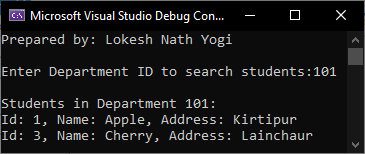 Microsoft Visual Studio Debug Con...
Prepared by: Lokesh Nath Yogi
Enter Department ID to search students:101
Students in Department 101:
Id: 1, Name: Apple, Address: Kirtipur
Id: 3, Name: Cherry, Address: Lainchaur